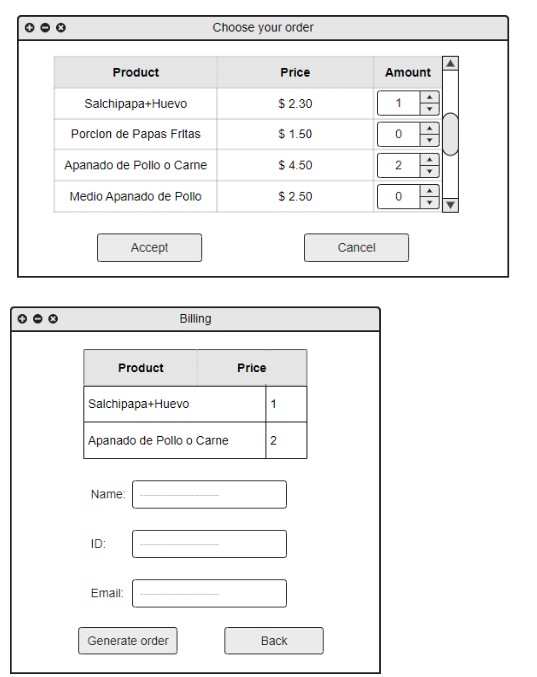 Choose your order
Product Price Amount
Salchipapa+Huevo $ 2.30 1
Porcion de Papas Fritas $ 1.50 0
Apanado de Pollo o Carne $ 4.50 2
Medio Apanado de Pollo $ 2.50 0
Accept Cancel
Billing
Product Price
Salchipapa+Huevo 1
Apanado de Pollo o Carne 2
Name:
ID:
Email:
Generate order Back